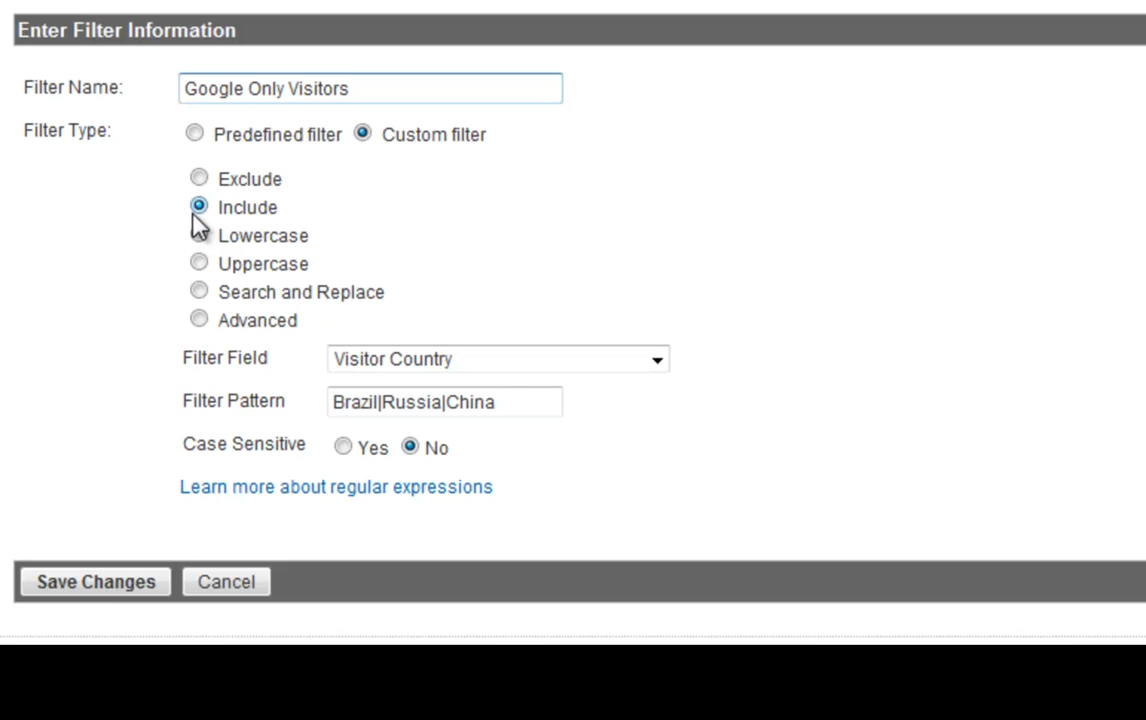 Enter Filter Information
Filter Name: Google Only Visitors
Filter Type: Predefined filter Custom filter
Exclude
Include
Lowercase
Uppercase
Search and Replace
Advanced
Filter Field Visitor Country
Filter Pattern Brazil|Russia|China
Case Sensitive Yes No
Learn more about regular expressions
Save Changes Cancel